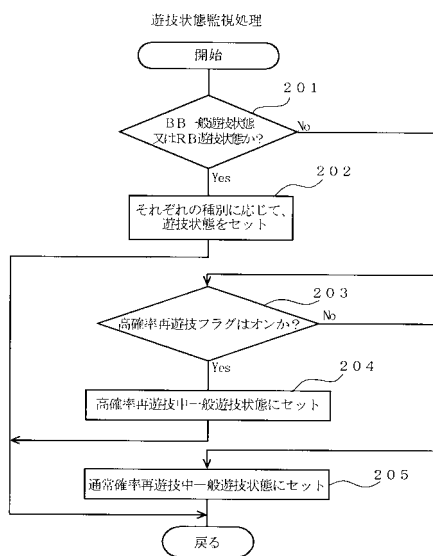 遊技状態監視処理
開始
201
BB一般遊技状態
又はRB遊技状態か?
No
Yes
202
それぞれの種別に応じて、
遊技状態をセット
203
高確率再遊技フラグはオンか?
No
Yes
204
高確率再遊技中一般遊技状態にセット
通常確率再遊技中一般遊技状態にセット
205
戻る